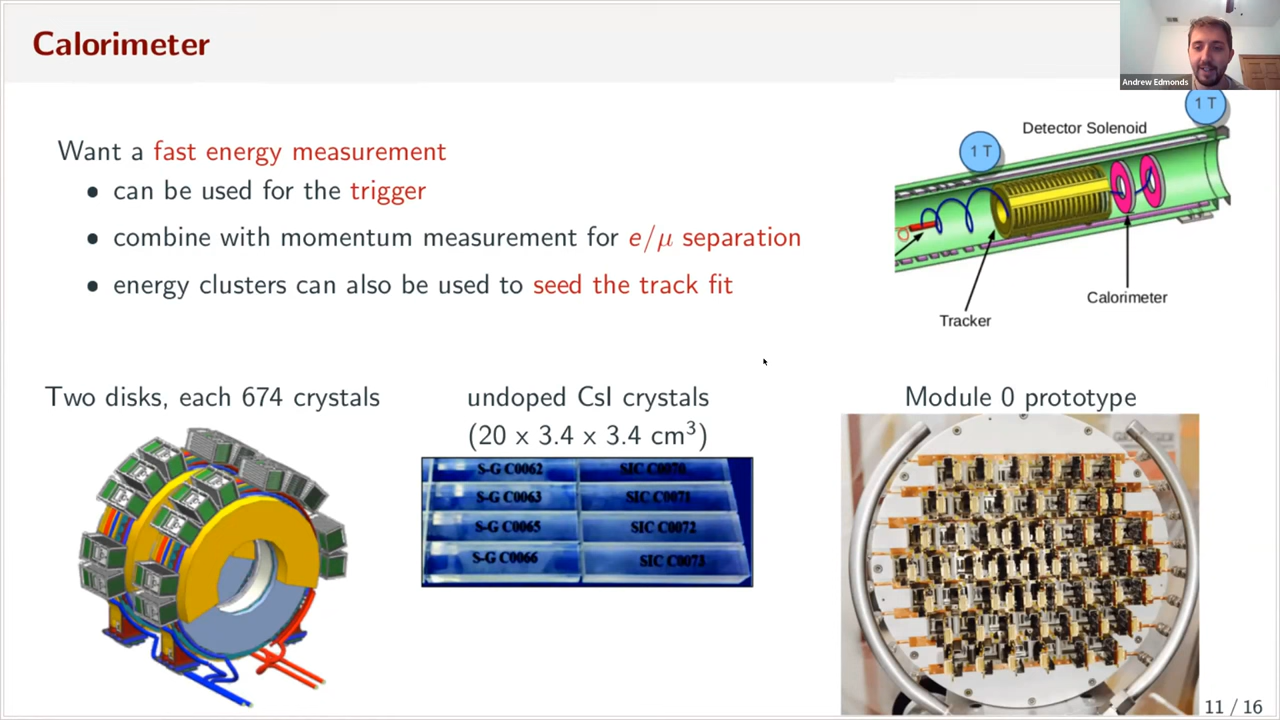 Calorimeter
Andrew Edmonds
Want a fast energy measurement
• can be used for the trigger
• combine with momentum measurement for e/μ separation
• energy clusters can also be used to seed the track fit
1 T
Detector Solenoid
1 T
Calorimeter
Tracker
Two disks, each 674 crystals
undoped CsI crystals
(20 x 3.4 x 3.4 cm³)
S-G C0062
SIC C0070
S-G C0063
SIC C0071
S-G C0065
SIC C0072
S-G C0066
SIC C0073
Module 0 prototype
11 / 16